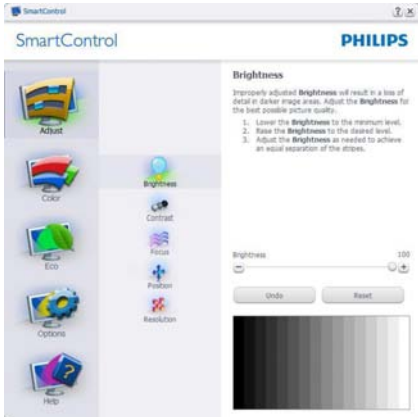 SmartControl
SmartControl
PHILIPS
Adjust
Color
Eco
Options
Help
Brightness
Contrast
Focus
Position
Resolution
Brightness
Improperly adjusted Brightness will result in a loss of
detail in darker image areas. Adjust the Brightness for
the best possible picture quality.
1. Lower the Brightness to the minimum level.
2. Raise the Brightness to the desired level.
3. Adjust the Brightness as needed to achieve
an equal separation of the stripes.
Brightness 100
Undo Reset